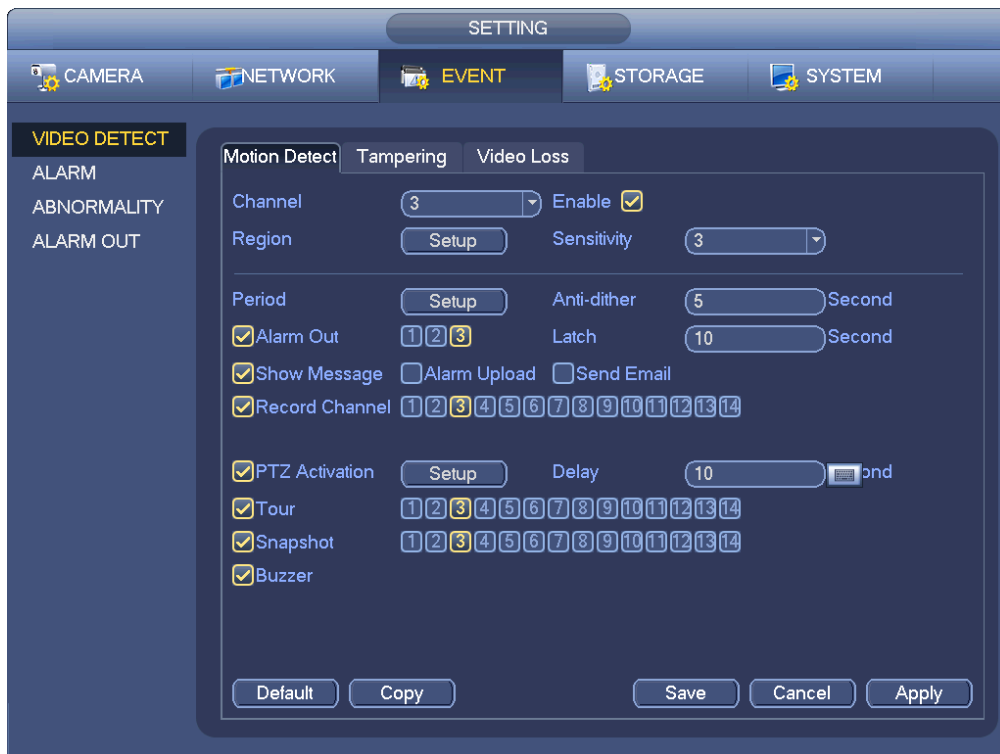 SETTING
CAMERA NETWORK EVENT STORAGE SYSTEM
VIDEO DETECT
ALARM
ABNORMALITY
ALARM OUT
Motion Detect Tampering Video Loss
Channel 3 Enable
Region Setup Sensitivity 3
Period Setup Anti-dither 5 Second
Alarm Out 1 2 3 Latch 10 Second
Show Message Alarm Upload Send Email
Record Channel 1 2 3 4 5 6 7 8 9 10 11 12 13 14
PTZ Activation Setup Delay 10 ond
Tour 1 2 3 4 5 6 7 8 9 10 11 12 13 14
Snapshot 1 2 3 4 5 6 7 8 9 10 11 12 13 14
Buzzer
Default Copy Save Cancel Apply